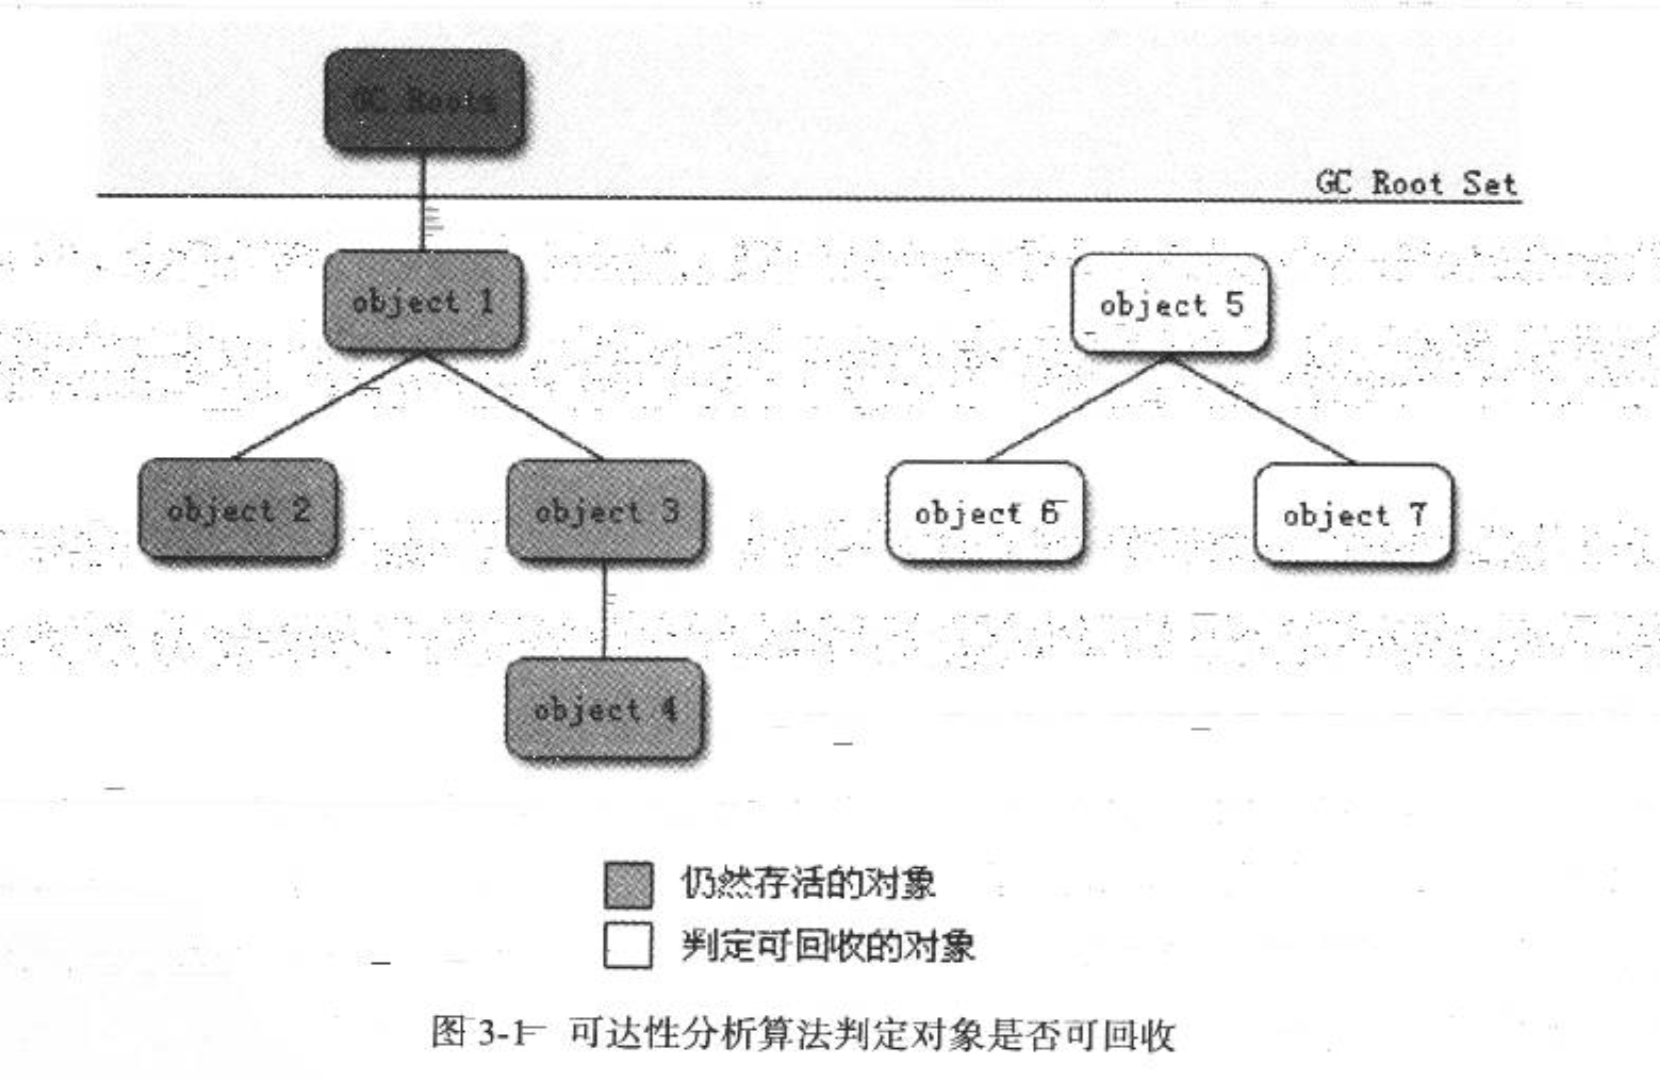 GC Roots
GC Root Set
object 1
object 5
object 2
object 3
object 6
object 7
object 4
仍然存活的对象
判定可回收的对象
图 3-1 可达性分析算法判定对象是否可回收